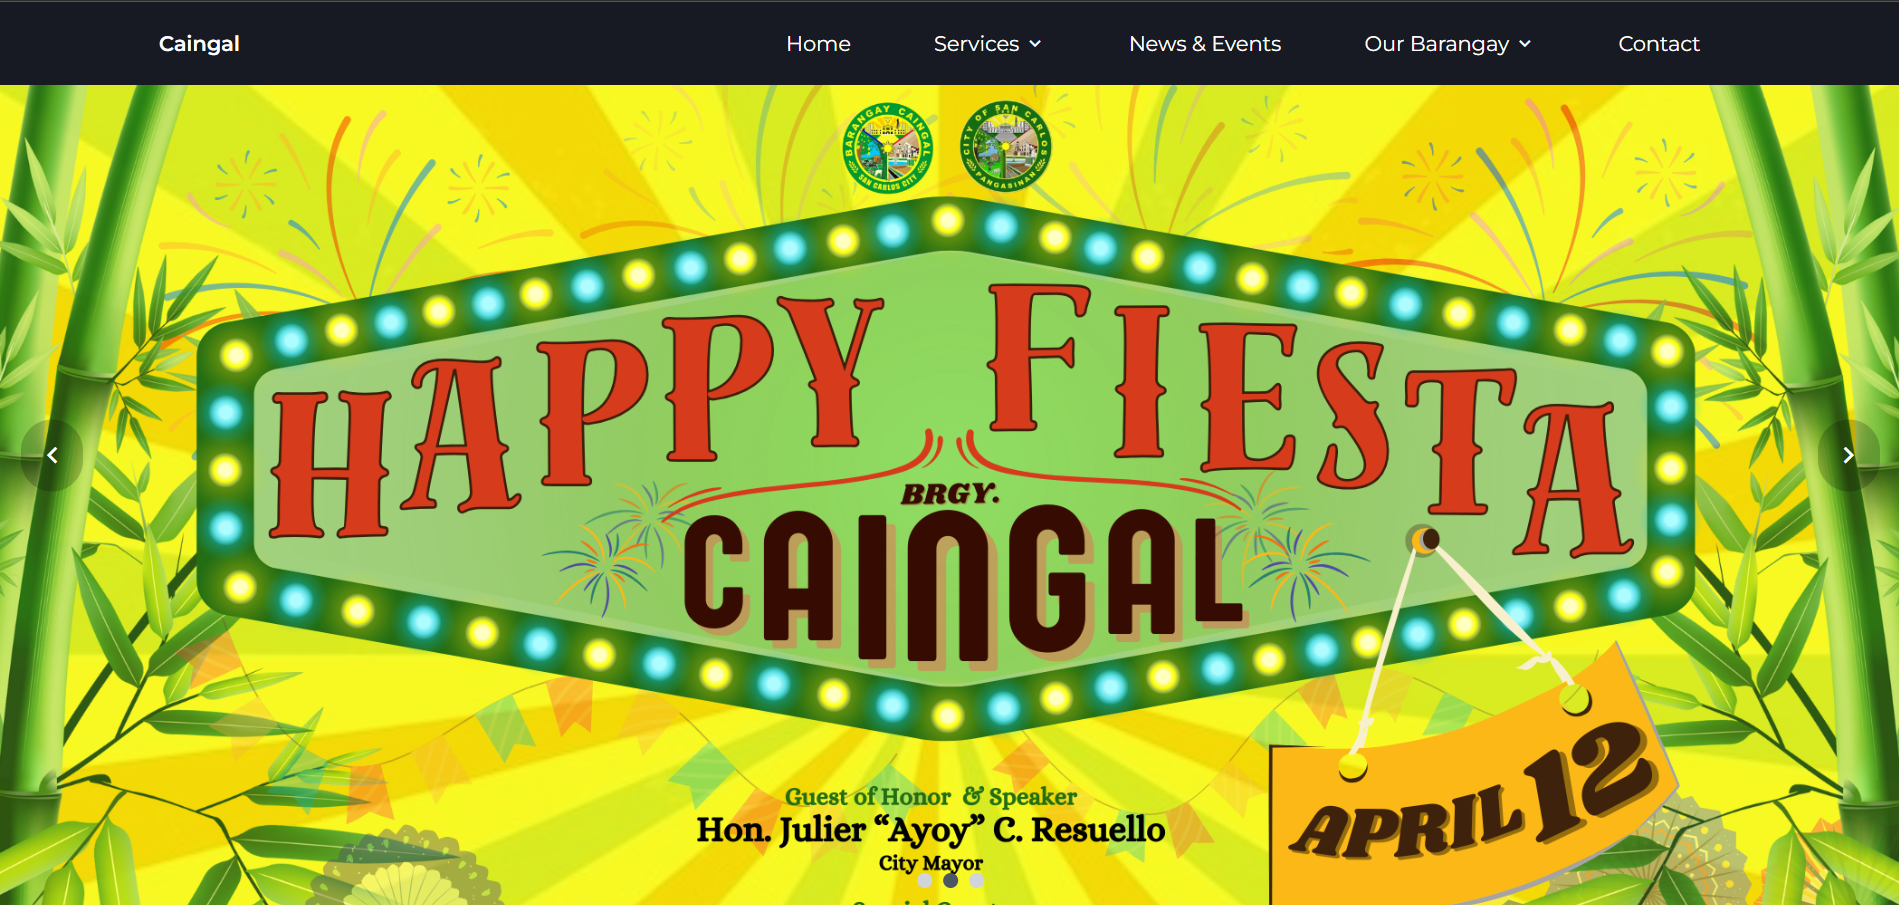 Caingal
Home
Services
News & Events
Our Barangay
Contact
BARANGAY CAINGAL
SAN CARLOS CITY
CITY OF SAN CARLOS
PANGASINAN
HAPPY FIESTA
BRGY.
CAINGAL
APRIL 12
Guest of Honor & Speaker
Hon. Julier “Ayoy” C. Resuello
City Mayor